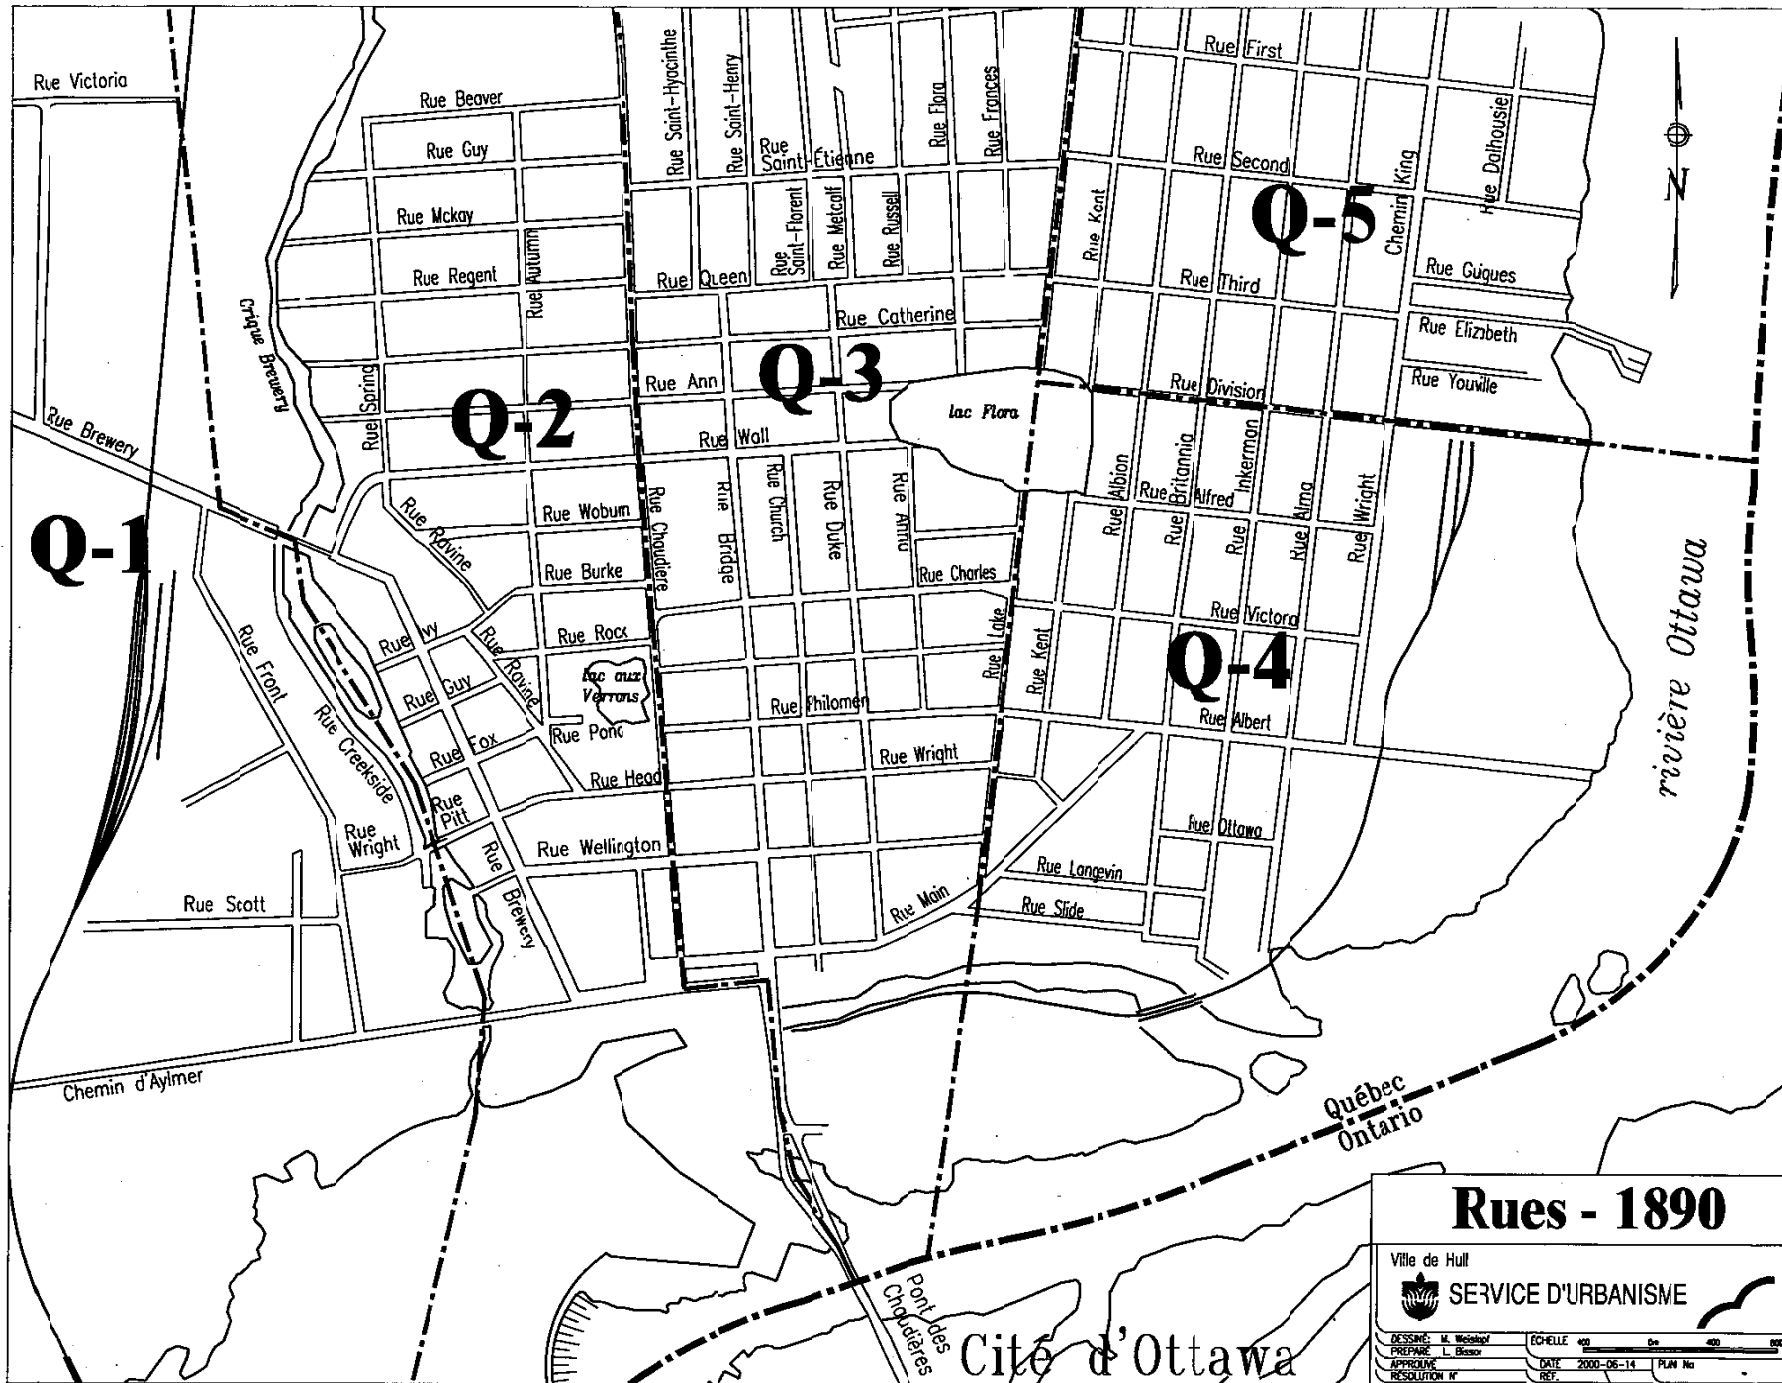 Rue Victoria
Rue Beaver
Rue Guy
Rue Mckay
Rue Regent
Rue Autumn
Rue Spring
Crique Brewery
Rue Brewery
Q-1
Q-2
Rue Saint-Hyacinthe
Rue Saint-Henry
Rue
Saint-Étienne
Rue Flora
Rue Frances
Rue
Saint-Florent
Rue Metcalf
Rue Russell
Rue Queen
Rue Catherine
Q-3
Rue Ann
Rue Wall
lac Flora
Rue First
Rue Second
Rue Dalhousie
Chemin King
Rue Kent
Q-5
Rue Third
Rue Guigues
Rue Elizabeth
Rue Youville
Rue Division
N
Rue Ravine
Rue Woburn
Rue Burke
Rue Chaudière
Rue Bridge
Rue Church
Rue Duke
Rue Anna
Rue Charles
Rue Albion
Rue Britannia
Rue Alfred
Rue Inkerman
Rue Alma
Rue Wright
Rue Victoria
Q-4
rivière Ottawa
Rue Front
Rue Ivy
Rue Ravine
Rue Rock
lac aux
Verrons
Rue Guy
Rue Pond
Rue Fox
Rue Creekside
Rue Head
Rue
Pitt
Rue
Wright
Rue Wellington
Rue Philomen
Rue Wright
Rue Lake
Rue Kent
Rue Albert
Rue Ottawa
Rue Langevin
Rue Slide
Rue Main
Rue Scott
Rue Brewery
Chemin d'Aylmer
Québec
Ontario
Pont des
Chaudières
Cité d'Ottawa
Rues - 1890
Ville de Hull
SERVICE D'URBANISME
DESSINÉ:
PRÉPARÉ L. Bissor
APPROUVÉ
RÉSOLUTION N°
ÉCHELLE 400 0m 400 800
DATE 2000-06-14
RÉF.
PLAN No